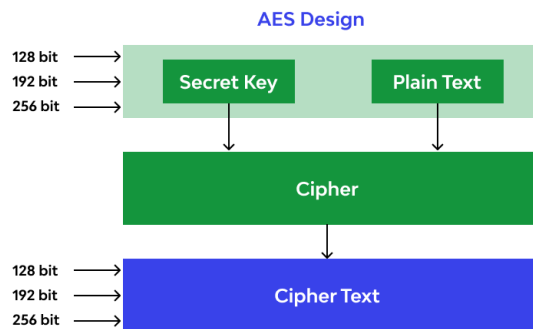 AES Design
128 bit
192 bit
256 bit
Secret Key
Plain Text
Cipher
128 bit
192 bit
256 bit
Cipher Text